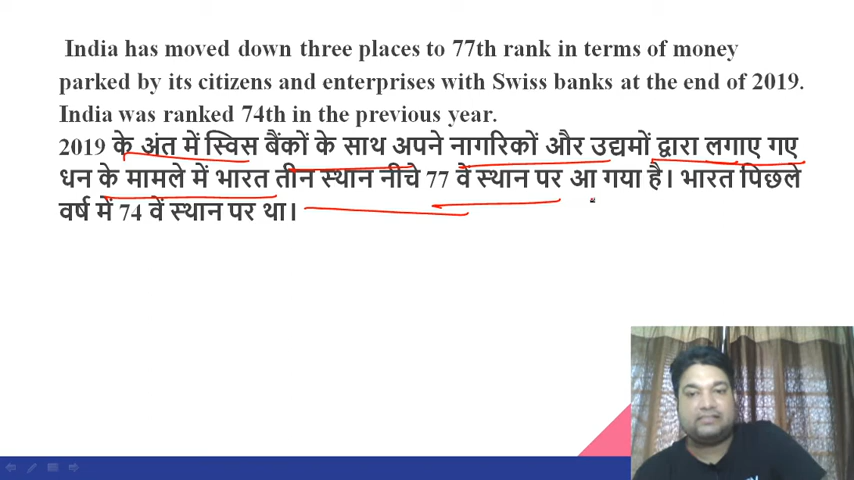 India has moved down three places to 77th rank in terms of money
parked by its citizens and enterprises with Swiss banks at the end of 2019.
India was ranked 74th in the previous year.
2019 के अंत में स्विस बैंकों के साथ अपने नागरिकों और उद्यमों द्वारा लगाए गए
धन के मामले में भारत तीन स्थान नीचे 77 वें स्थान पर आ गया है। भारत पिछले
वर्ष में 74 वें स्थान पर था।